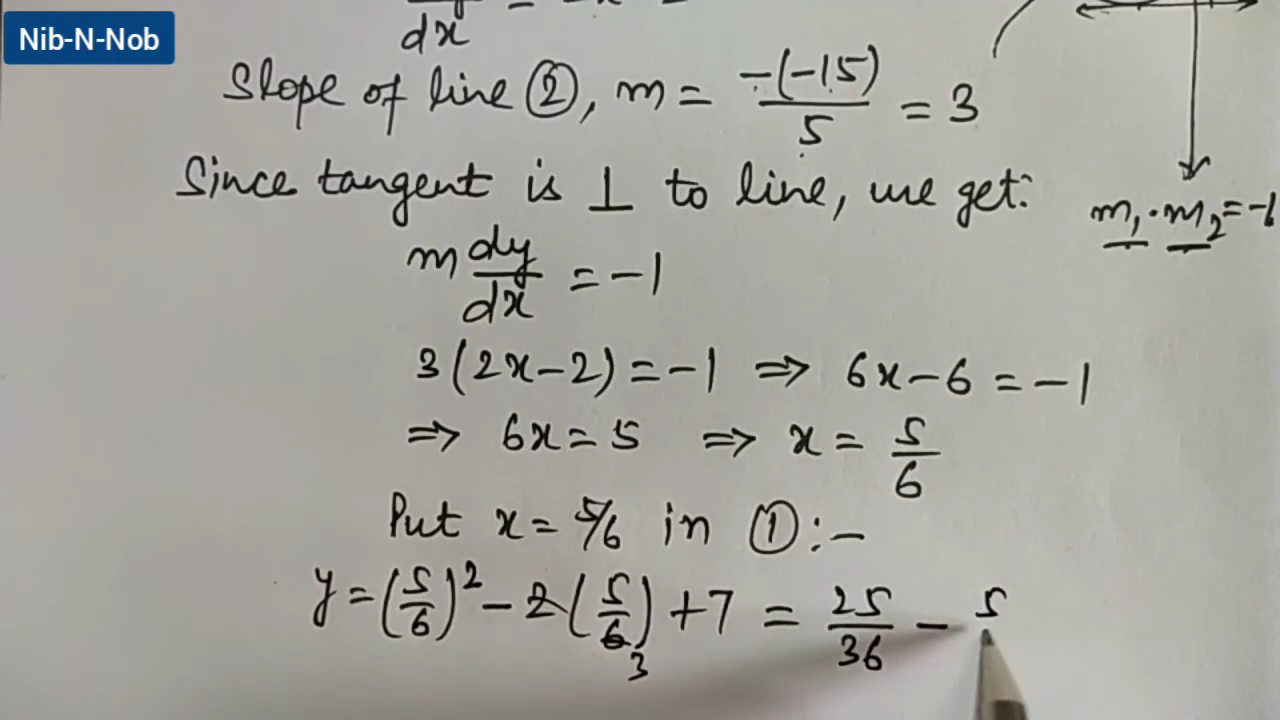 Nib-N-Nob
dy/dx =
Slope of line ②, m = -(-15)/5 = 3
Since tangent is ⊥ to line, we get:
m₁·m₂=-1
m dy/dx = -1
3(2x-2)=-1 ⇒ 6x-6=-1
⇒ 6x=5 ⇒ x=5/6
Put x=5/6 in ①:-
y=(5/6)²-2(5/6)+7 = 25/36 - 5
3